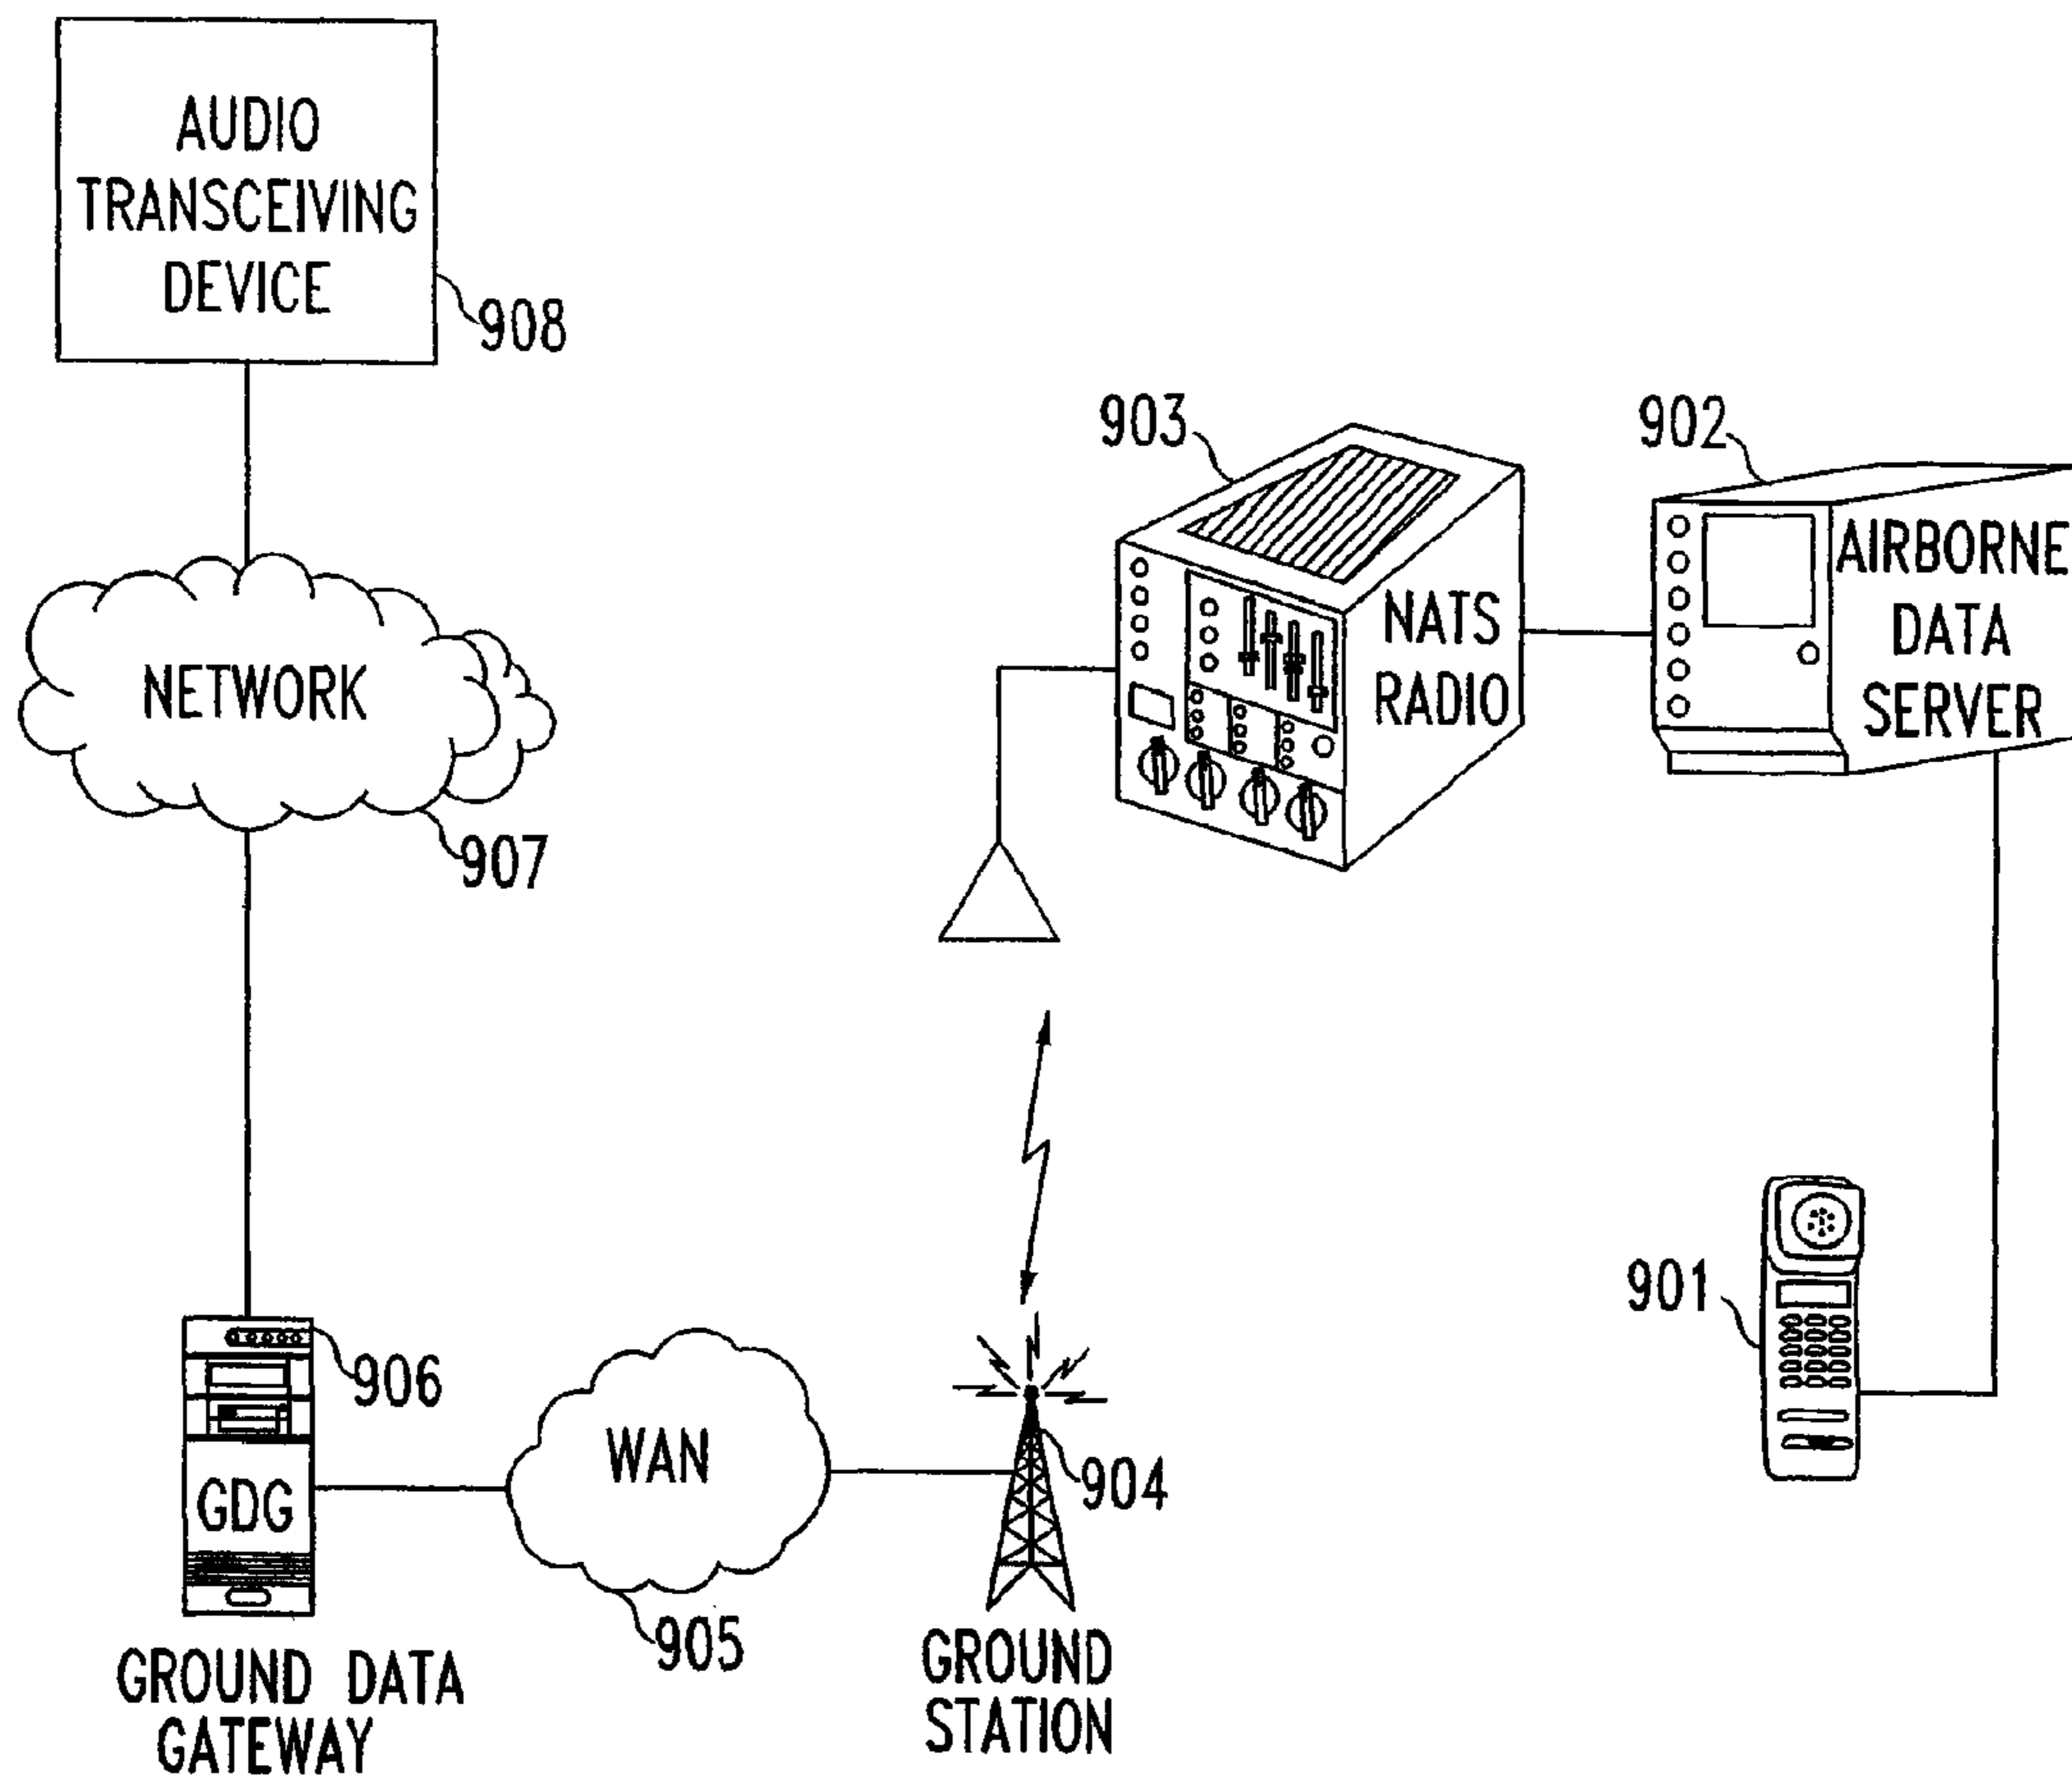 AUDIO
TRANSCEIVING
DEVICE
908
903
902
NATS
RADIO
AIRBORNE
DATA
SERVER
NETWORK
907
901
906
GDG
WAN
904
905
GROUND DATA
GATEWAY
GROUND
STATION